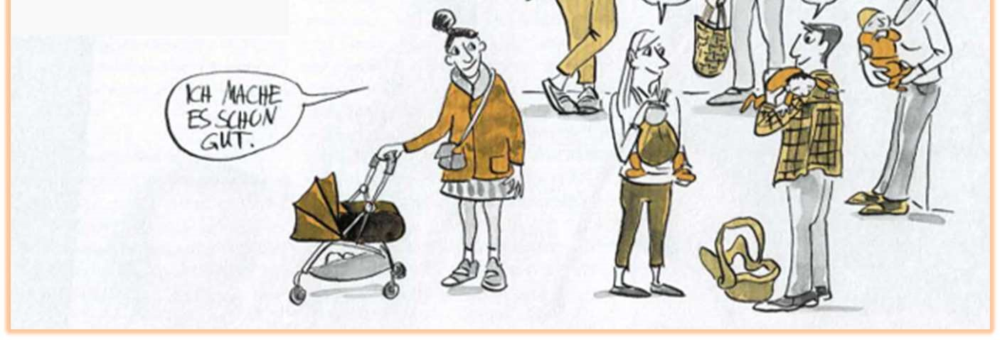 ICH MACHE
ES SCHON
GUT.